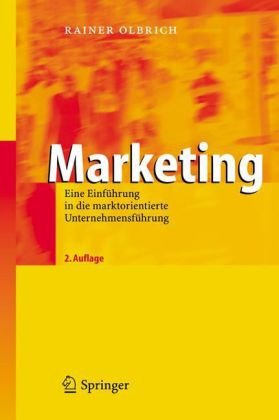 RAINER OLBRICH
Marketing
Eine Einführung
in die marktorientierte
Unternehmensführung
2. Auflage
Springer